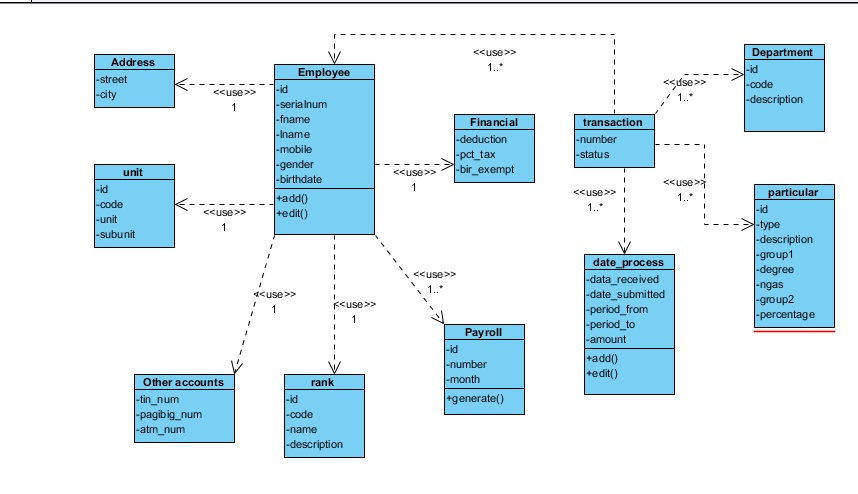 Address
-street
-city
<<use>>
1
Employee
-id
-serialnum
-fname
-lname
-mobile
-gender
-birthdate
+add()
+edit()
<<use>>
1..*
Department
-id
-code
-description
<<use>>
1..*
transaction
-number
-status
Financial
-deduction
-pct_tax
-bir_exempt
<<use>>
1
unit
-id
-code
-unit
-subunit
<<use>>
1
<<use>>
1..*
<<use>>
1..*
particular
-id
-type
-description
-group1
-degree
-ngas
-group2
-percentage
date_process
-data_received
-date_submitted
-period_from
-period_to
-amount
+add()
+edit()
<<use>>
1
<<use>>
1
<<use>>
1..*
Payroll
-id
-number
-month
+generate()
Other accounts
-tin_num
-pagibig_num
-atm_num
rank
-id
-code
-name
-description